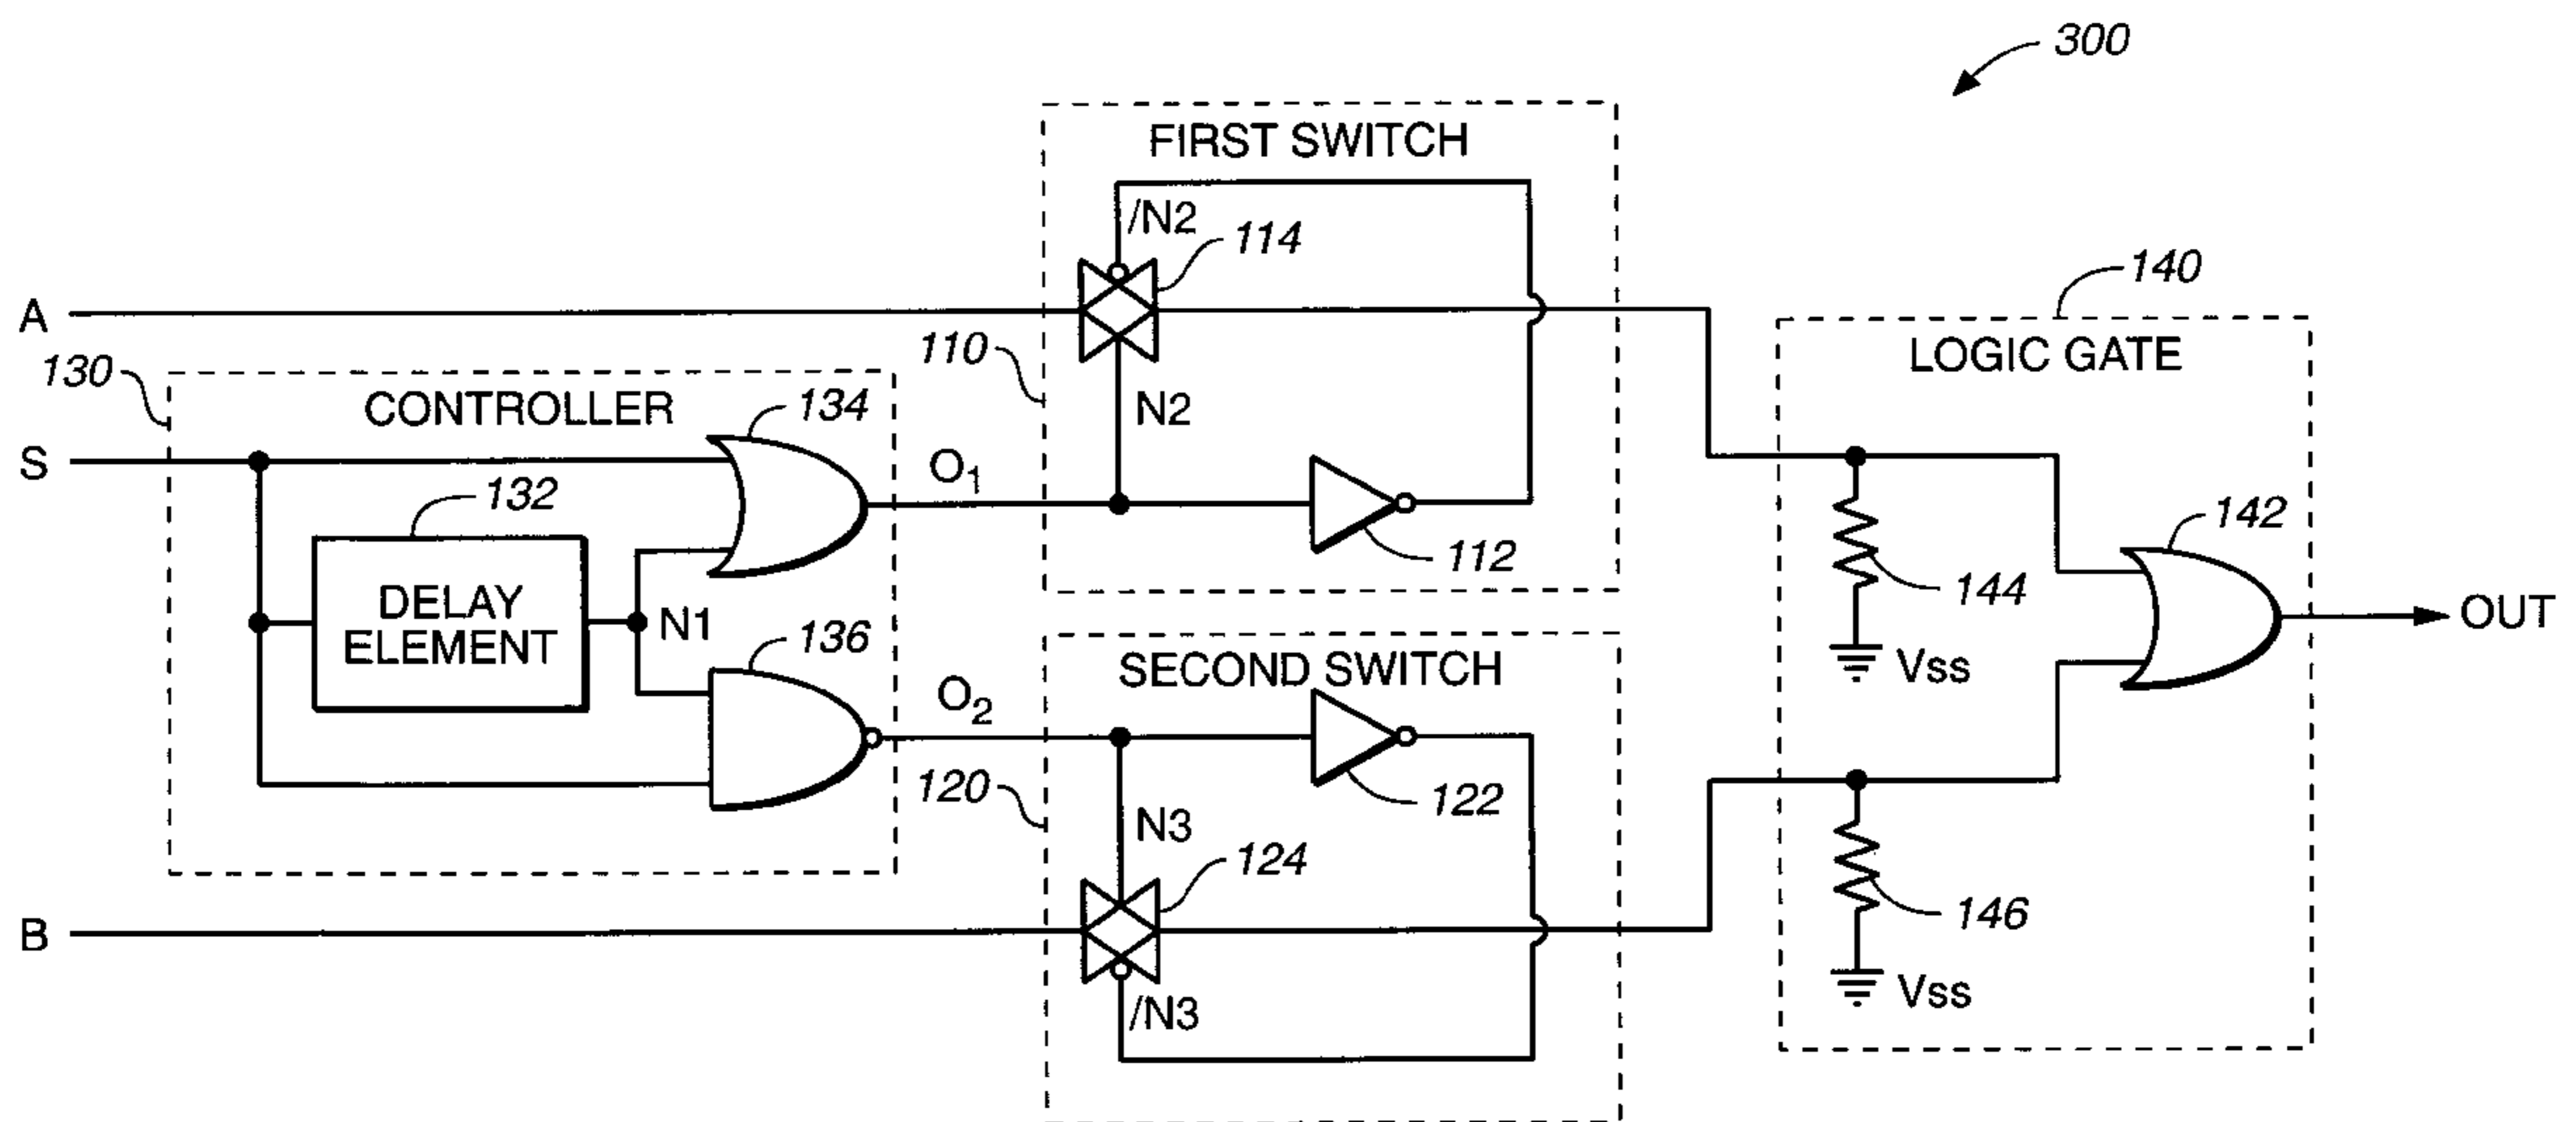 300
FIRST SWITCH
/N2
114
A
110
140
LOGIC GATE
130
CONTROLLER
134
N2
S
132
O1
142
DELAY
ELEMENT
N1
112
144
OUT
136
Vss
SECOND SWITCH
O2
120
122
N3
124
146
B
/N3
Vss